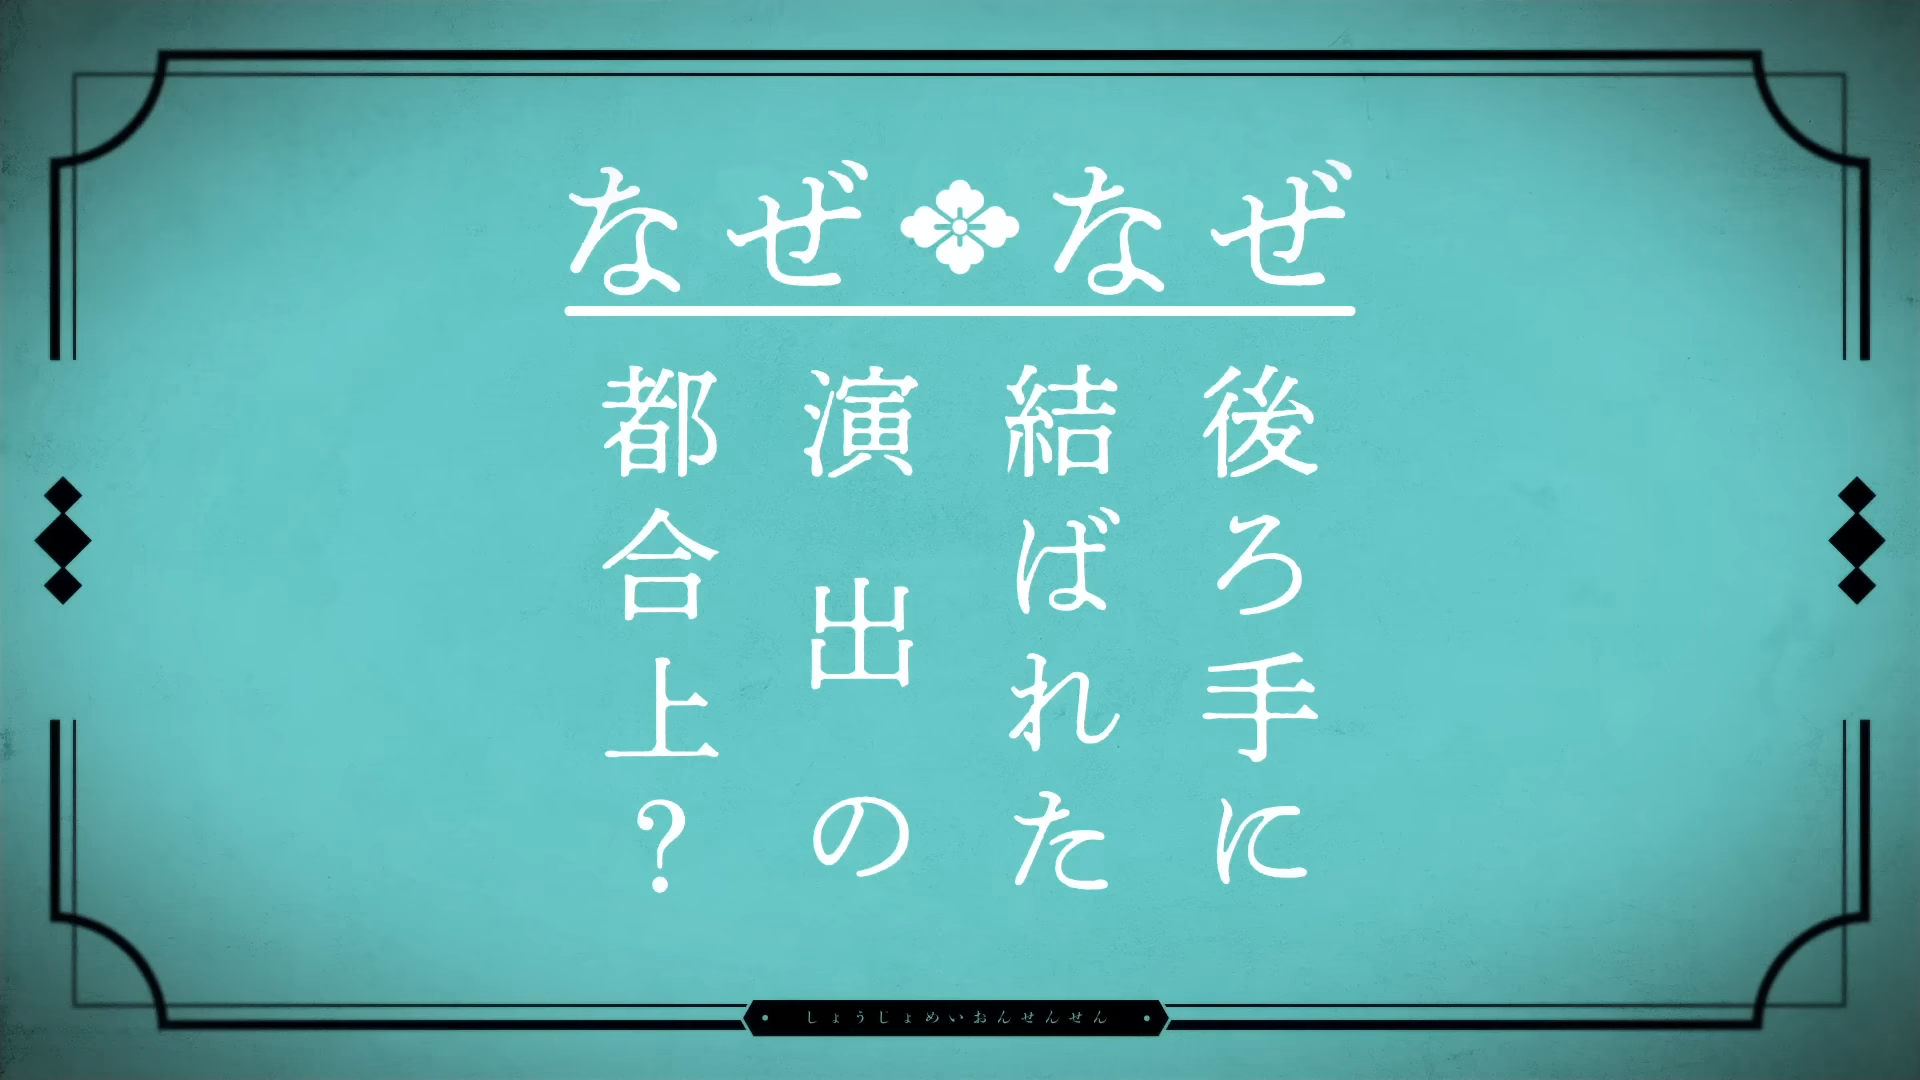 なぜなぜ
後ろ手に
結ばれた
演出の
都合上?
しょうじょめいおんせんせん